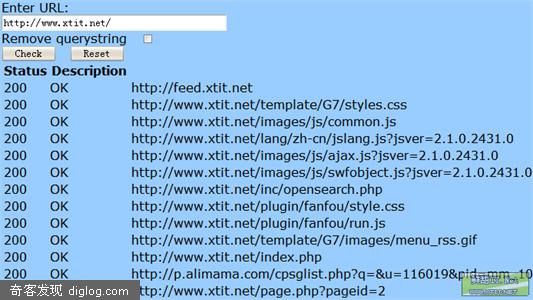 Enter URL:
http://www.xtit.net/
Remove querystring
Check Reset
Status Description
200 OK http://feed.xtit.net
200 OK http://www.xtit.net/template/G7/styles.css
200 OK http://www.xtit.net/images/js/common.js
200 OK http://www.xtit.net/lang/zh-cn/jslang.js?jsver=2.1.0.2431.0
200 OK http://www.xtit.net/images/js/ajax.js?jsver=2.1.0.2431.0
200 OK http://www.xtit.net/images/js/swfobject.js?jsver=2.1.0.2431.0
200 OK http://www.xtit.net/inc/opensearch.php
200 OK http://www.xtit.net/plugin/fanfou/style.css
200 OK http://www.xtit.net/plugin/fanfou/run.js
200 OK http://www.xtit.net/template/G7/images/menu_rss.gif
200 OK http://www.xtit.net/index.php
200 OK http://p.alimama.com/cpsglist.php?q=&u=116019&pid=mm_10
http://www.xtit.net/page.php?pageid=2
奇客发现 diglog.com